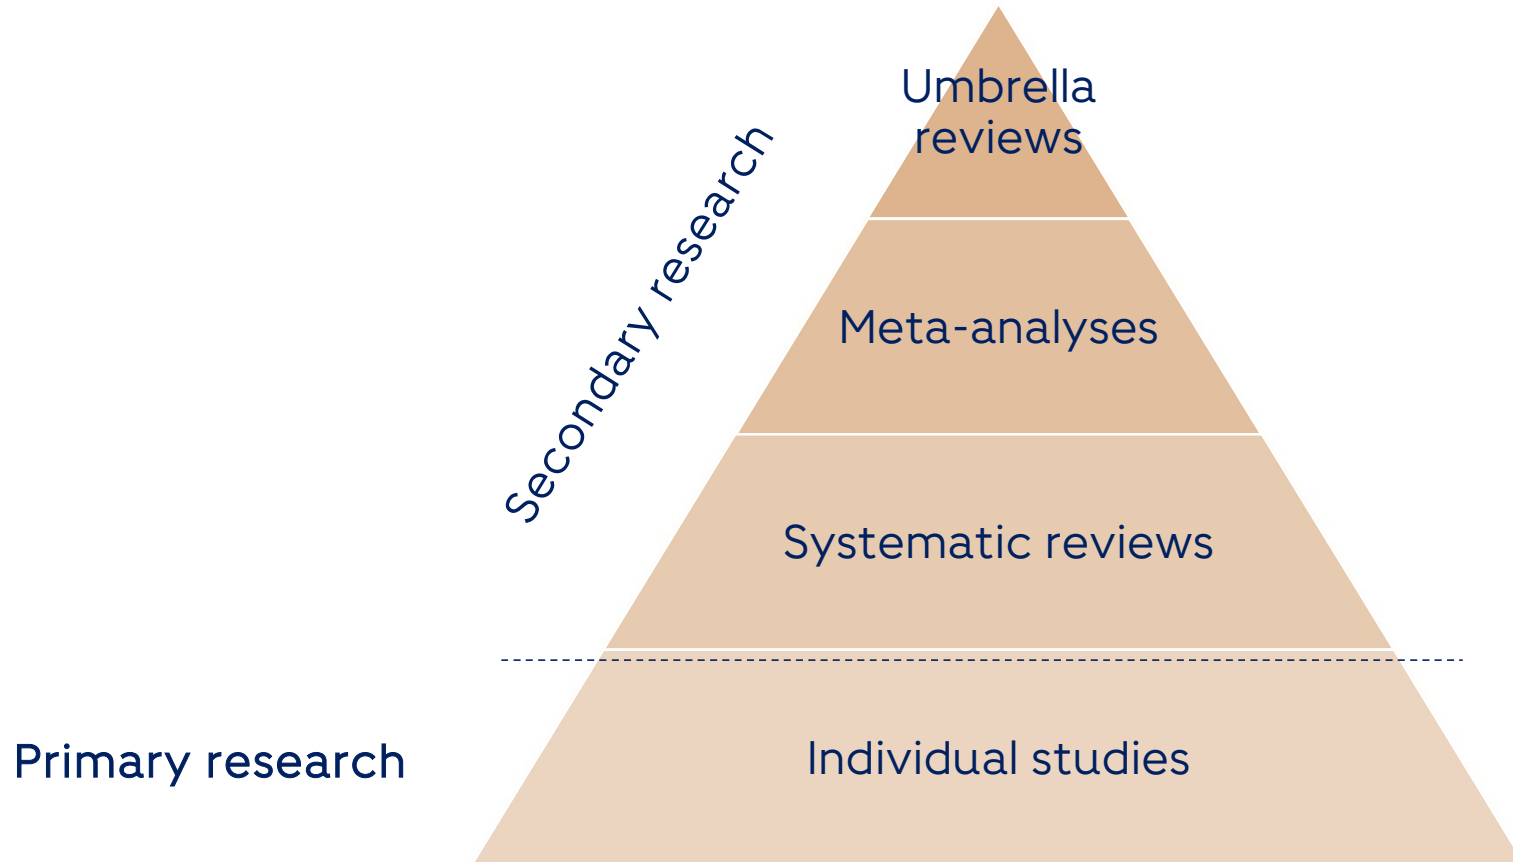 Umbrella
reviews
Secondary research
Meta-analyses
Systematic reviews
Primary research
Individual studies